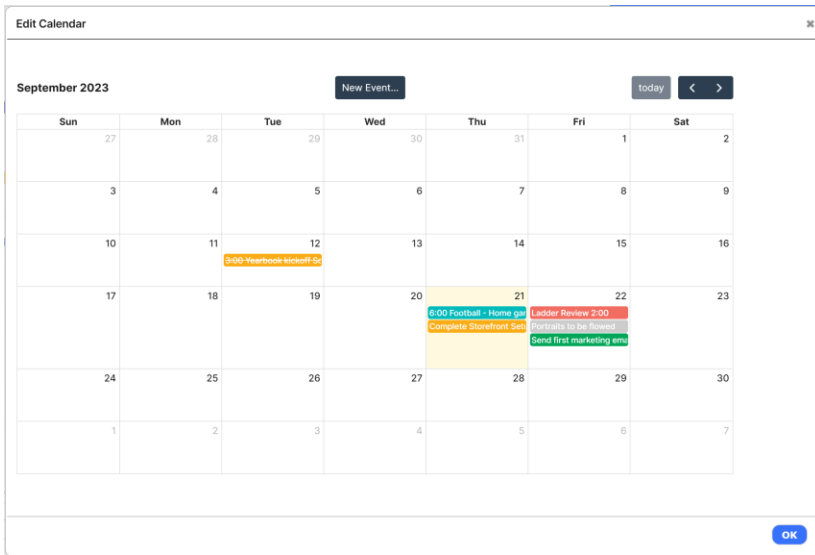 Edit Calendar
September 2023
New Event...
today
Sun Mon Tue Wed Thu Fri Sat
27 28 29 30 31 1 2
3 4 5 6 7 8 9
10 11 12 13 14 15 16
3:00 Yearbook kickoff Sc
17 18 19 20 21 22 23
6:00 Football - Home gar Ladder Review 2:00
Complete Storefront Setu Portraits to be flowed
Send first marketing ema
24 25 26 27 28 29 30
1 2 3 4 5 6 7
OK